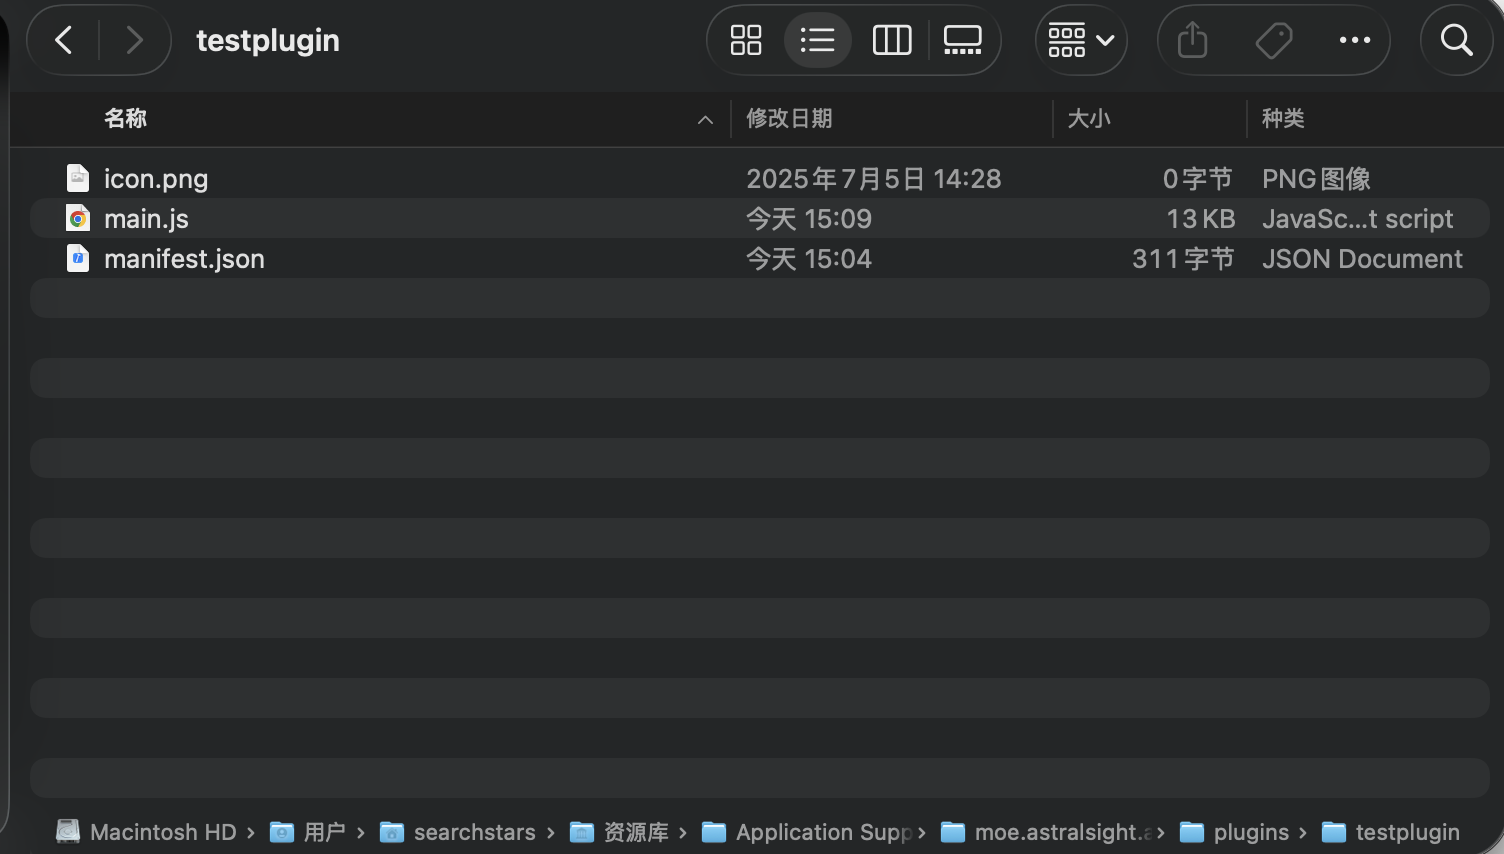 testplugin
名称 修改日期 大小 种类
icon.png 2025年7月5日 14:28 0字节 PNG图像
main.js 今天 15:09 13 KB JavaSc...t script
manifest.json 今天 15:04 311字节 JSON Document
Macintosh HD › 用户 › searchstars › 资源库 › Application Supp › moe.astralsight.a › plugins › testplugin